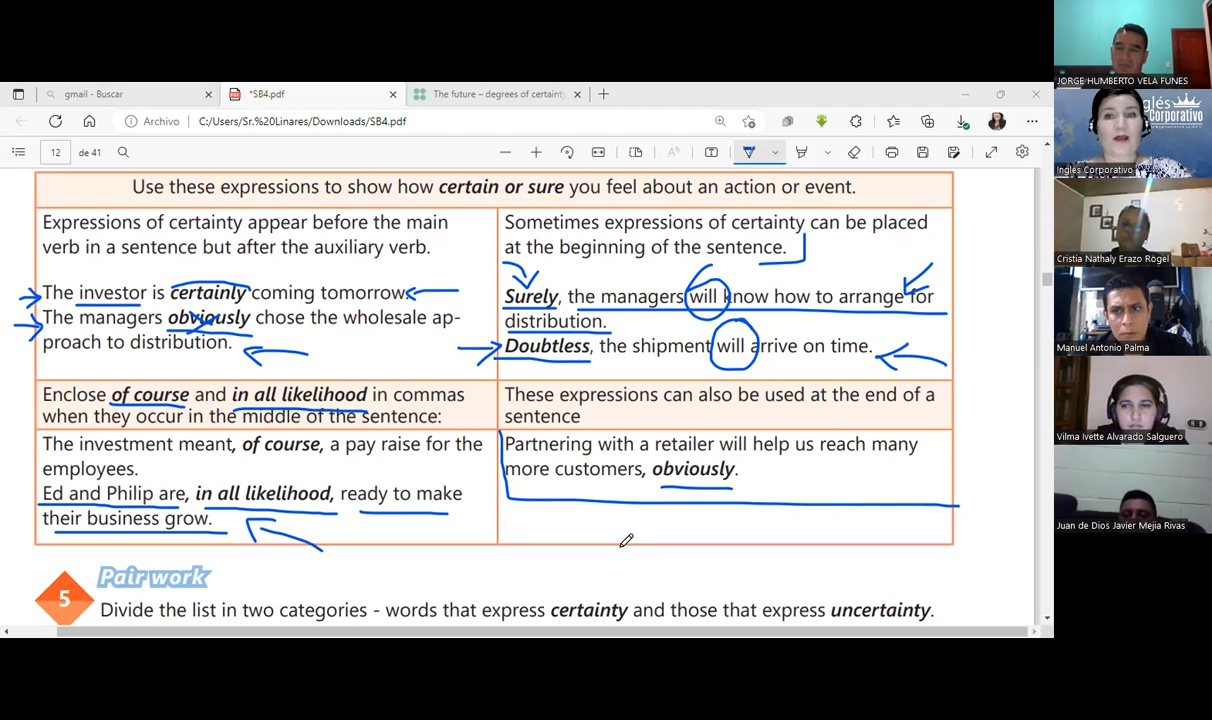 gmail - Buscar
*SB4.pdf
The future – degrees of certaint
Archivo
C:/Users/Sr.%20Linares/Downloads/SB4.pdf
12
de 41
Use these expressions to show how certain or sure you feel about an action or event.
Expressions of certainty appear before the main
verb in a sentence but after the auxiliary verb.
The investor is certainly coming tomorrow.
The managers obviously chose the wholesale ap-
proach to distribution.
Sometimes expressions of certainty can be placed
at the beginning of the sentence.
Surely, the managers will know how to arrange for
distribution.
Doubtless, the shipment will arrive on time.
Enclose of course and in all likelihood in commas
when they occur in the middle of the sentence:
These expressions can also be used at the end of a
sentence
The investment meant, of course, a pay raise for the
employees.
Ed and Philip are, in all likelihood, ready to make
their business grow.
Partnering with a retailer will help us reach many
more customers, obviously.
Pair work
5
Divide the list in two categories - words that express certainty and those that express uncertainty.
JORGE HUMBERTO VELA FUNES
glés
Corporativo
Inglés Corporativo
Cristia Nathaly Erazo Rogel
Manuel Antonio Palma
Vilma Ivette Alvarado Salguero
Juan de Dios Javier Mejia Rivas